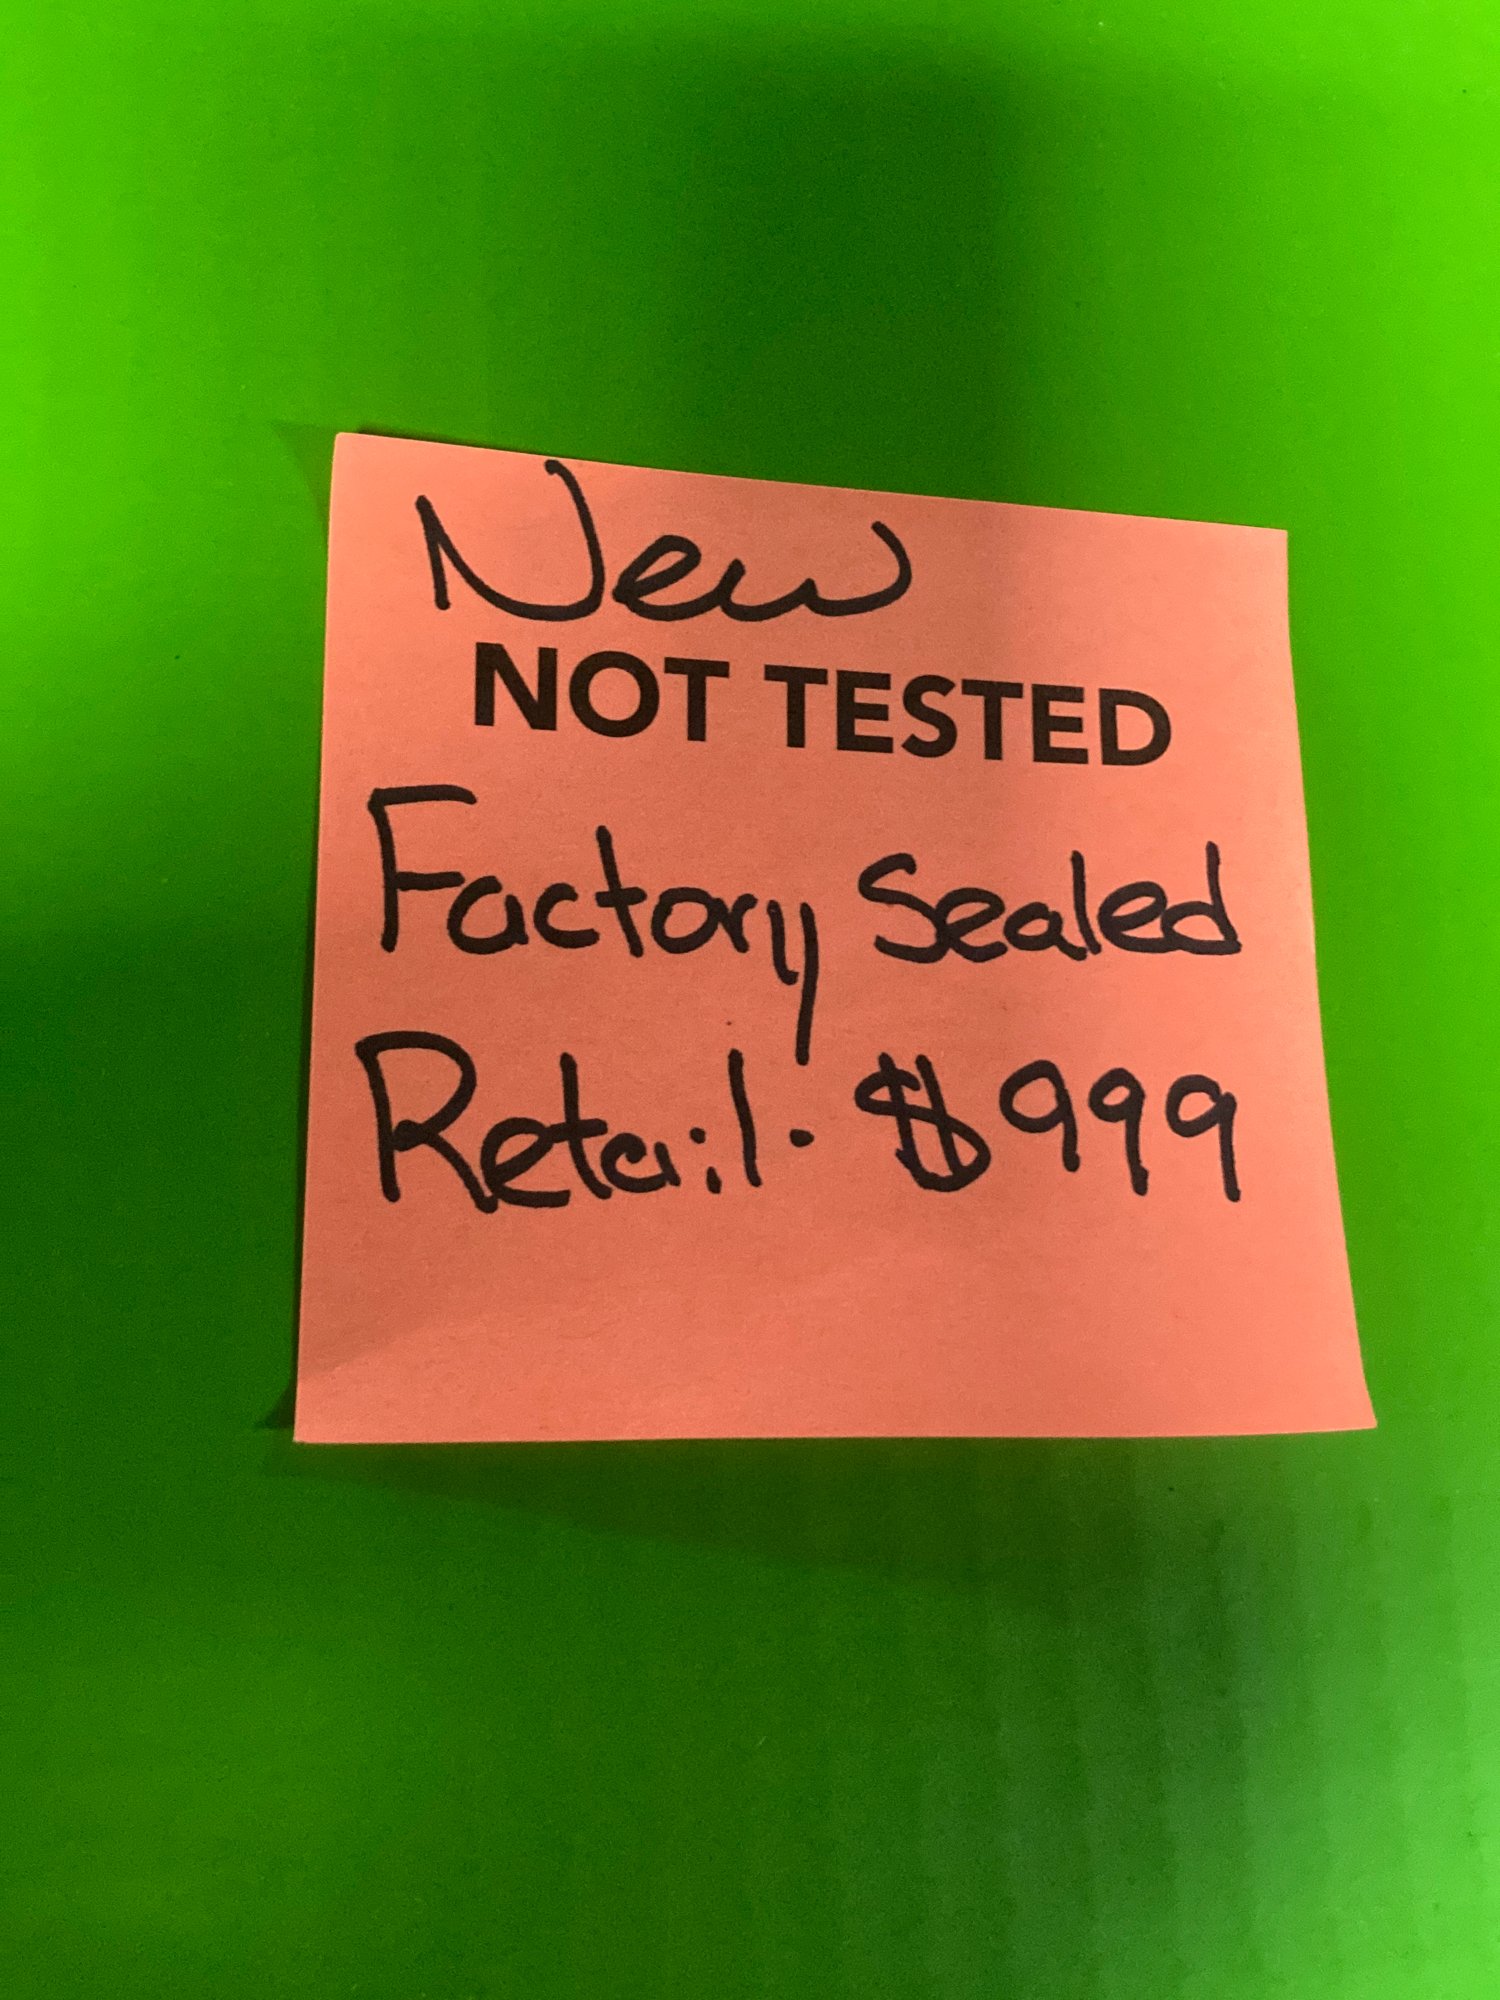 New
NOT TESTED
Factory Sealed
Retail. $999